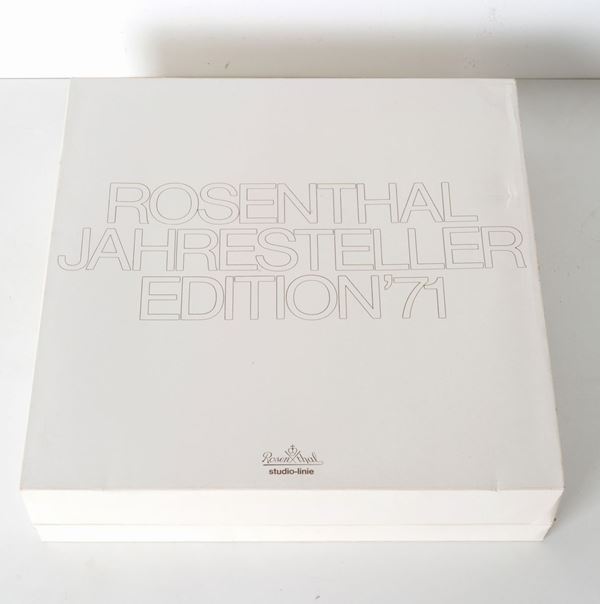 ROSENTHAL
JAHRESTELLER
EDITION'71
Rosenthal
studio-linie